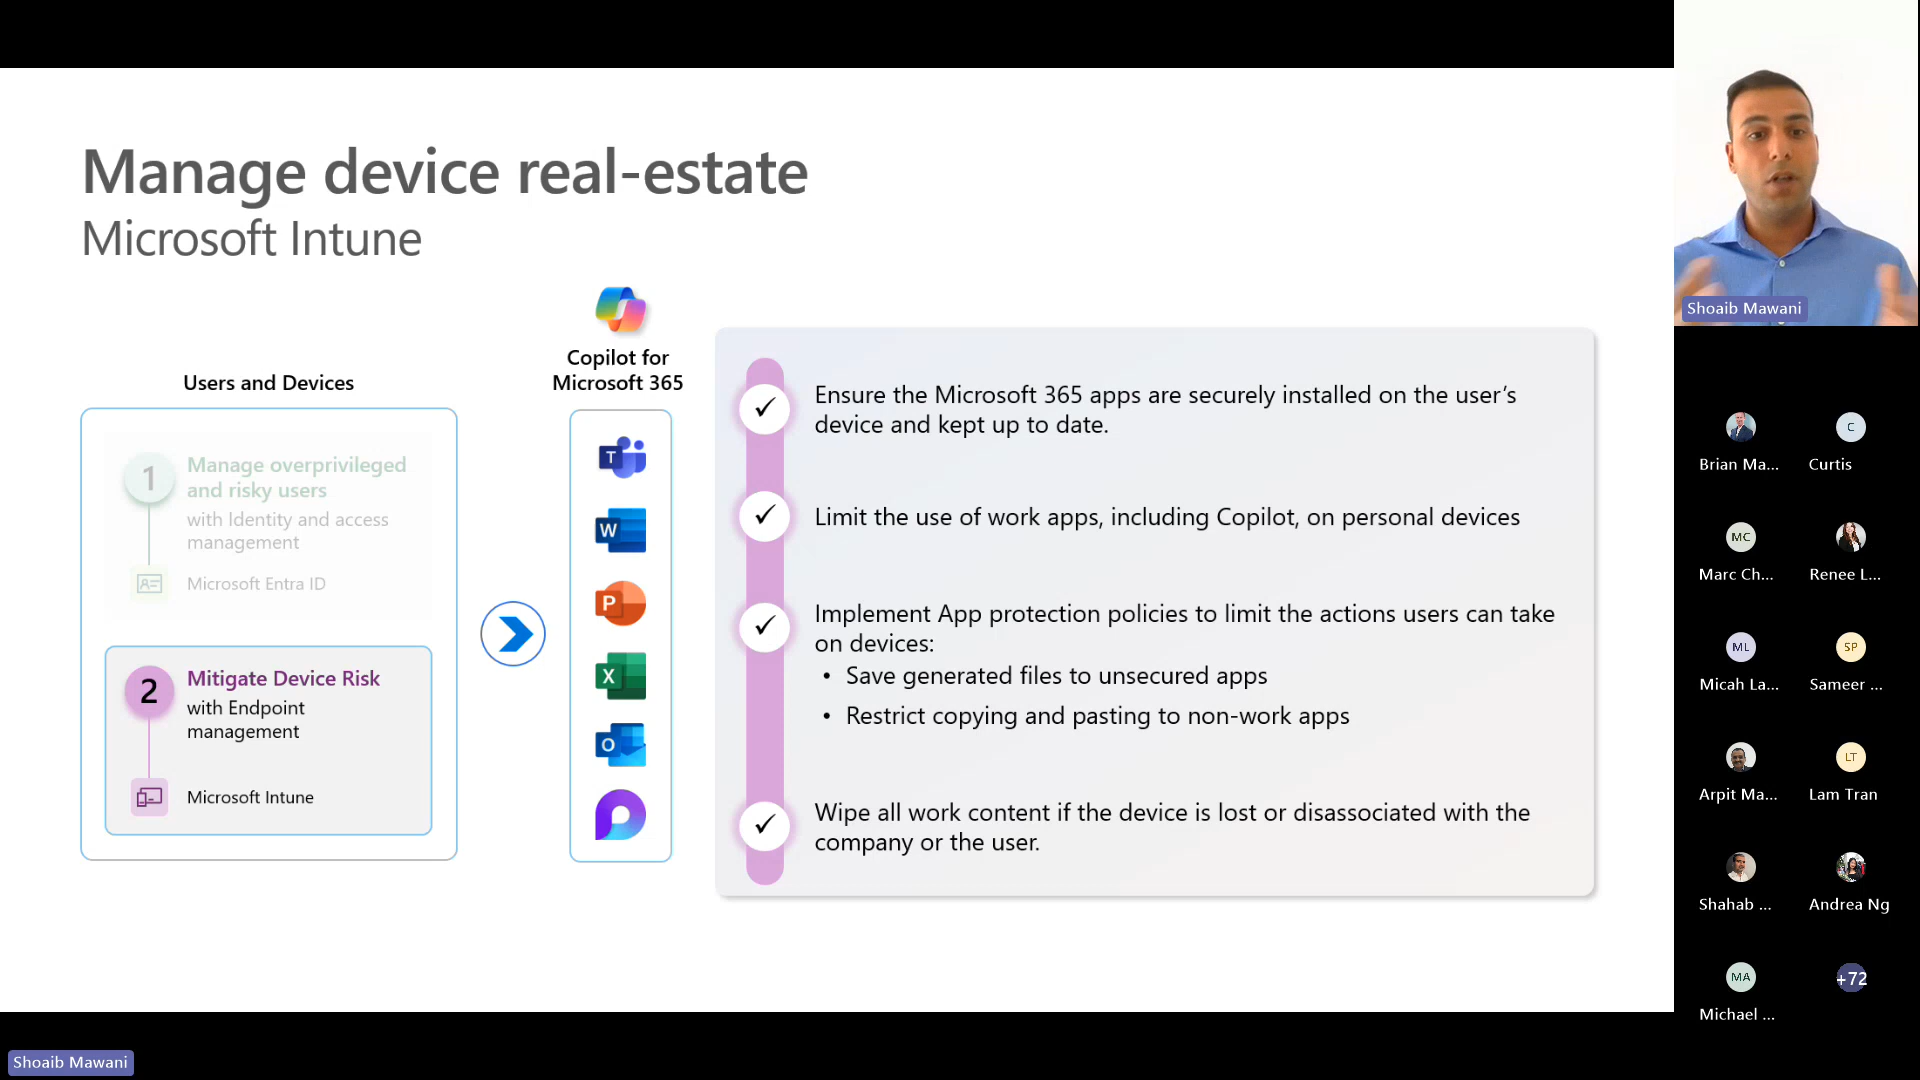 Manage device real-estate
Microsoft Intune
Users and Devices
1
Manage overprivileged
and risky users
with Identity and access
management
Microsoft Entra ID
2
Mitigate Device Risk
with Endpoint
management
Microsoft Intune
Copilot for
Microsoft 365
T
W
P
X
O
Ensure the Microsoft 365 apps are securely installed on the user’s
device and kept up to date.
Limit the use of work apps, including Copilot, on personal devices
Implement App protection policies to limit the actions users can take
on devices:
• Save generated files to unsecured apps
• Restrict copying and pasting to non-work apps
Wipe all work content if the device is lost or disassociated with the
company or the user.
Shoaib Mawani
Brian Ma...
C
Curtis
MC
Marc Ch...
Renee L...
ML
Micah La...
SP
Sameer ...
Arpit Ma...
LT
Lam Tran
Shahab ...
Andrea Ng
MA
Michael ...
+72
Shoaib Mawani